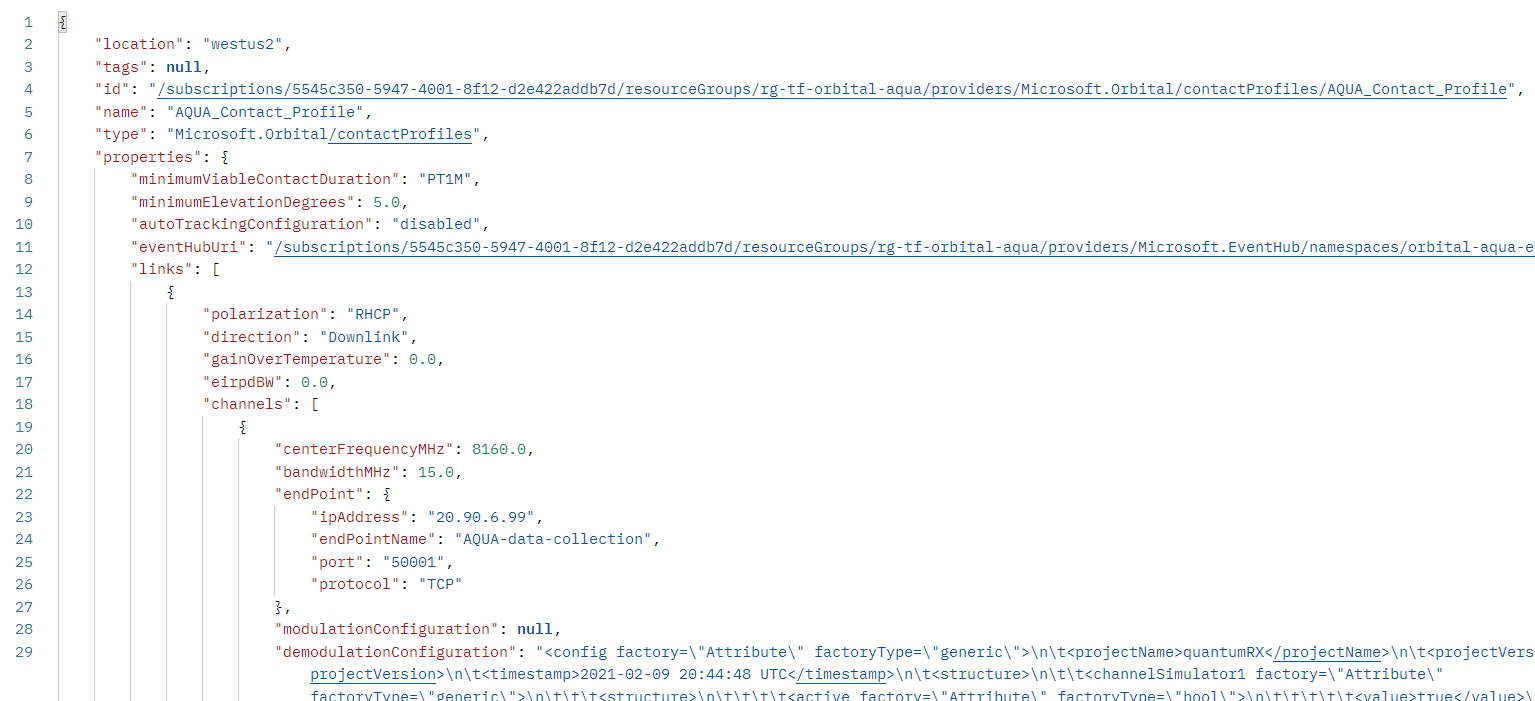 1 {
2 "location": "westus2",
3 "tags": null,
4 "id": "/subscriptions/5545c350-5947-4001-8f12-d2e422addb7d/resourceGroups/rg-tf-orbital-aqua/providers/Microsoft.Orbital/contactProfiles/AQUA_Contact_Profile",
5 "name": "AQUA_Contact_Profile",
6 "type": "Microsoft.Orbital/contactProfiles",
7 "properties": {
8 "minimumViableContactDuration": "PT1M",
9 "minimumElevationDegrees": 5.0,
10 "autoTrackingConfiguration": "disabled",
11 "eventHubUri": "/subscriptions/5545c350-5947-4001-8f12-d2e422addb7d/resourceGroups/rg-tf-orbital-aqua/providers/Microsoft.EventHub/namespaces/orbital-aqua-e
12 "links": [
13 {
14 "polarization": "RHCP",
15 "direction": "Downlink",
16 "gainOverTemperature": 0.0,
17 "eirpdBW": 0.0,
18 "channels": [
19 {
20 "centerFrequencyMHz": 8160.0,
21 "bandwidthMHz": 15.0,
22 "endPoint": {
23 "ipAddress": "20.90.6.99",
24 "endPointName": "AQUA-data-collection",
25 "port": "50001",
26 "protocol": "TCP"
27 },
28 "modulationConfiguration": null,
29 "demodulationConfiguration": "<config factory=\"Attribute\" factoryType=\"generic\">\n\t<projectName>quantumRX</projectName>\n\t<projectVers
projectVersion>\n\t<timestamp>2021-02-09 20:44:48 UTC</timestamp>\n\t<structure>\n\t\t<channelSimulator1 factory=\"Attribute\"
factoryType=\"generic\">\n\t\t\t<structure>\n\t\t\t\t<active factory=\"Attribute\" factoryType=\"bool\">\n\t\t\t\t\t<value>true</value>\